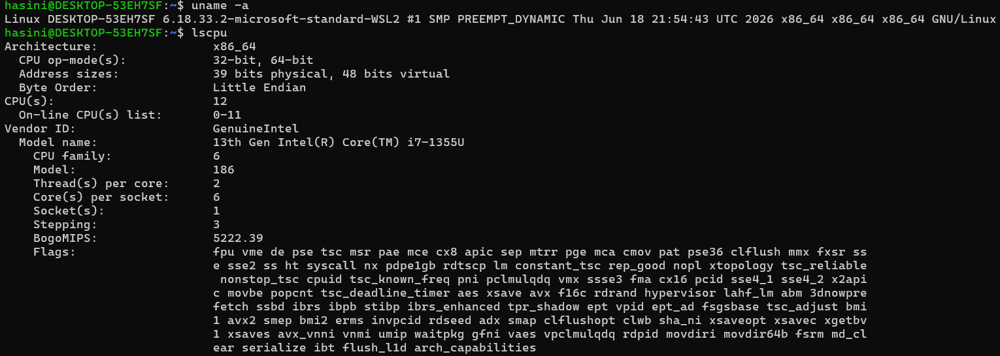 hasini@DESKTOP-53EH7SF:~$ uname -a
Linux DESKTOP-53EH7SF 6.18.33.2-microsoft-standard-WSL2 #1 SMP PREEMPT_DYNAMIC Thu Jun 18 21:54:43 UTC 2026 x86_64 x86_64 x86_64 GNU/Linux
hasini@DESKTOP-53EH7SF:~$ lscpu
Architecture:                x86_64
  CPU op-mode(s):            32-bit, 64-bit
  Address sizes:             39 bits physical, 48 bits virtual
  Byte Order:                Little Endian
CPU(s):                      12
  On-line CPU(s) list:       0-11
Vendor ID:                   GenuineIntel
  Model name:                13th Gen Intel(R) Core(TM) i7-1355U
    CPU family:              6
    Model:                   186
    Thread(s) per core:      2
    Core(s) per socket:      6
    Socket(s):               1
    Stepping:                3
    BogoMIPS:                5222.39
    Flags:                   fpu vme de pse tsc msr pae mce cx8 apic sep mtrr pge mca cmov pat pse36 clflush mmx fxsr ss
                             e sse2 ss ht syscall nx pdpe1gb rdtscp lm constant_tsc rep_good nopl xtopology tsc_reliable
                              nonstop_tsc cpuid tsc_known_freq pni pclmulqdq vmx ssse3 fma cx16 pcid sse4_1 sse4_2 x2api
                             c movbe popcnt tsc_deadline_timer aes xsave avx f16c rdrand hypervisor lahf_lm abm 3dnowpre
                             fetch ssbd ibrs ibpb stibp ibrs_enhanced tpr_shadow ept vpid ept_ad fsgsbase tsc_adjust bmi
                             1 avx2 smep bmi2 erms invpcid rdseed adx smap clflushopt clwb sha_ni xsaveopt xsavec xgetbv
                             1 xsaves avx_vnni vnmi umip waitpkg gfni vaes vpclmulqdq rdpid movdiri movdir64b fsrm md_cl
                             ear serialize ibt flush_l1d arch_capabilities